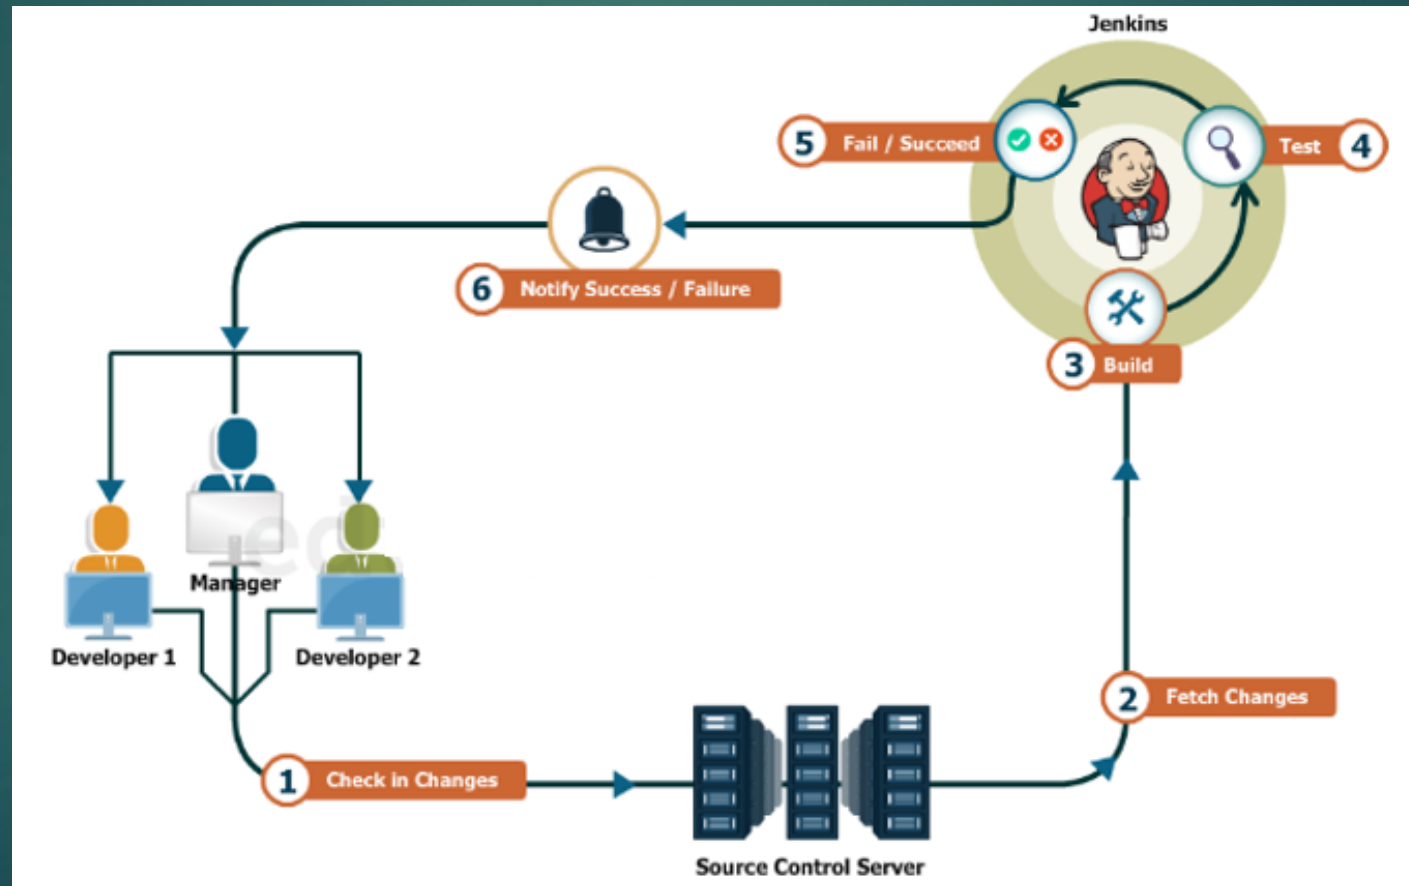 Jenkins
5 Fail / Succeed
Test 4
6 Notify Success / Failure
3 Build
Manager
Developer 1
Developer 2
2 Fetch Changes
1 Check in Changes
Source Control Server